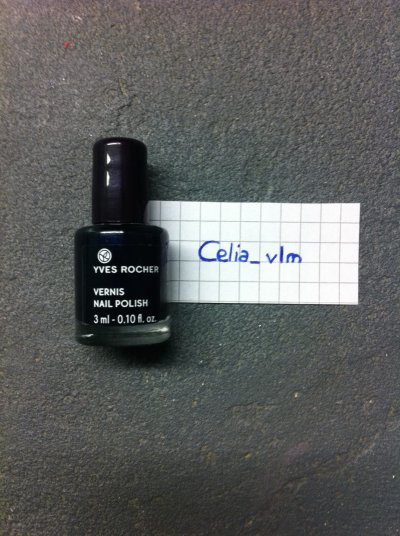 YVES ROCHER
VERNIS
NAIL POLISH
3 ml - 0.10 fl. oz.
Celia_vlm